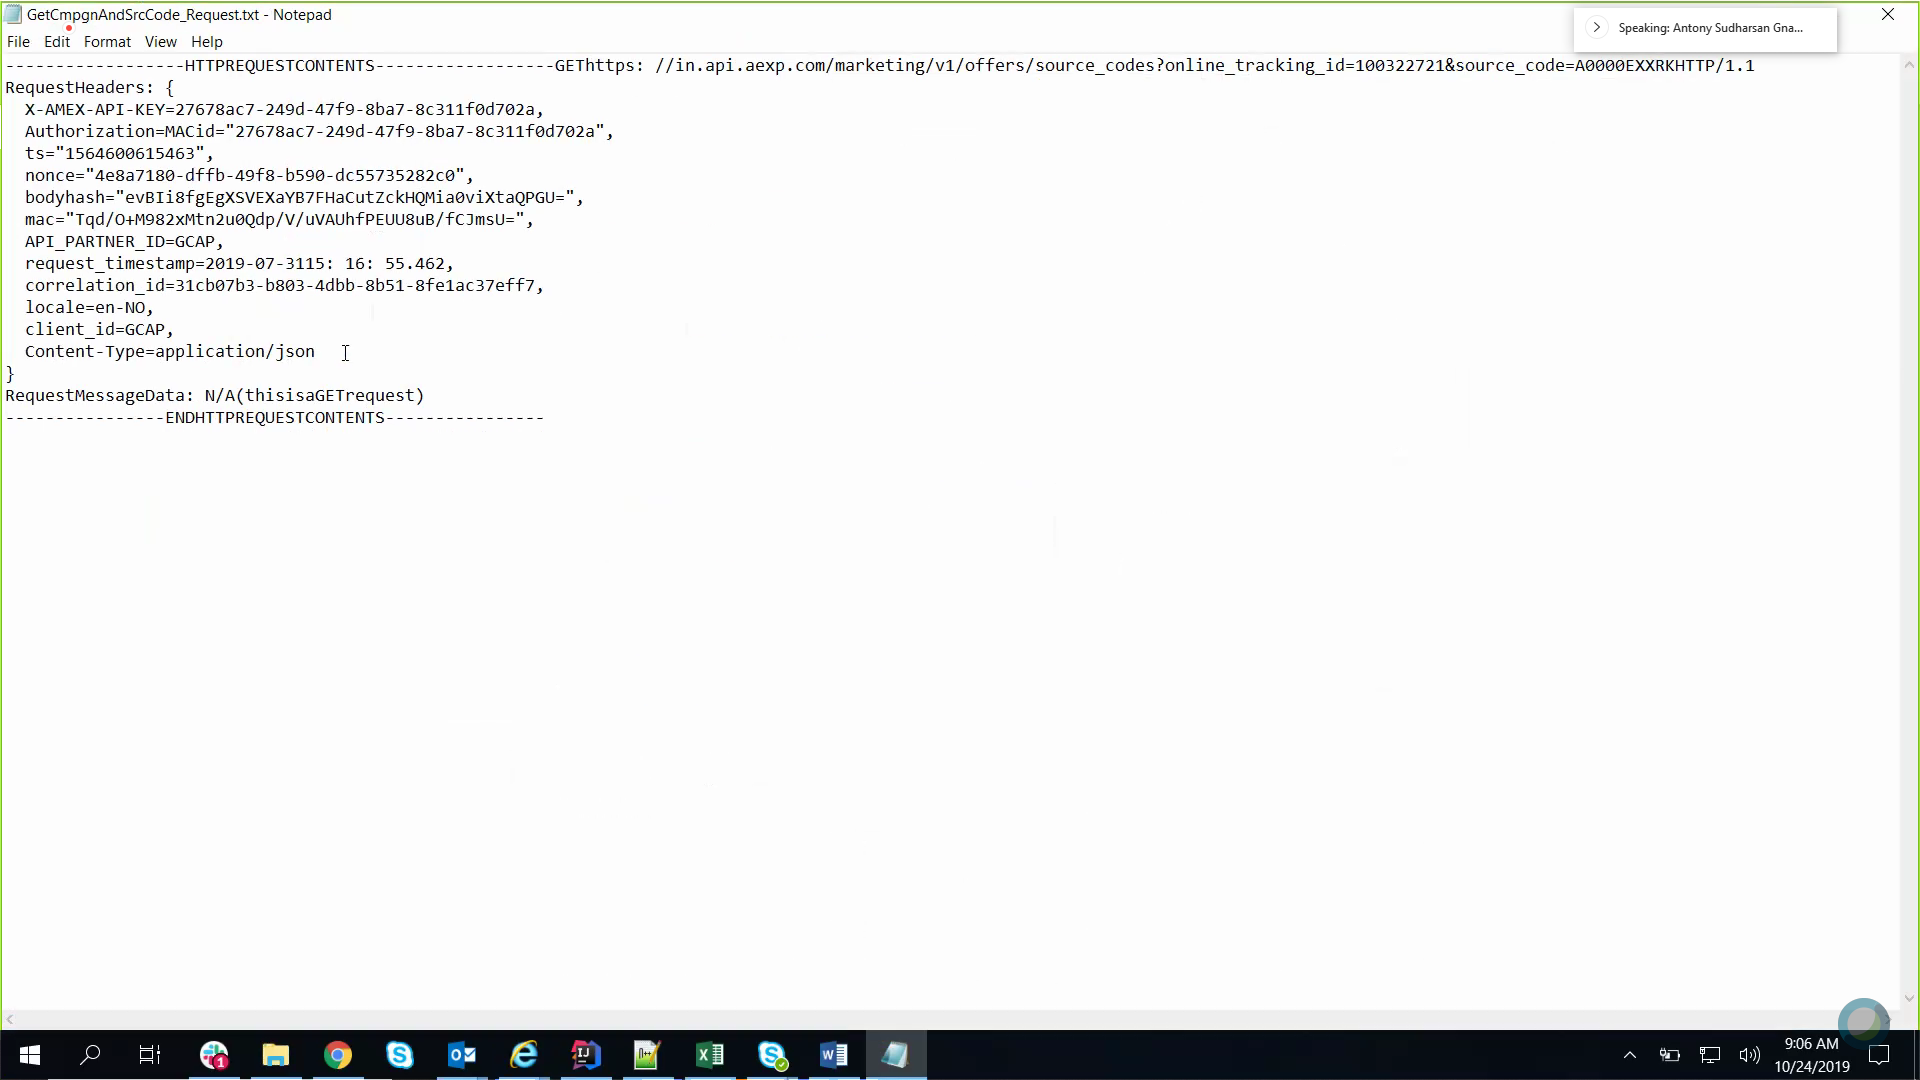 GetCmpgnAndSrcCode_Request.txt - Notepad
Speaking: Antony Sudharsan Gna...
File Edit Format View Help
------------------HTTPREQUESTCONTENTS------------------GEThttps: //in.api.aexp.com/marketing/v1/offers/source_codes?online_tracking_id=100322721&source_code=A0000EXXRKHTTP/1.1
RequestHeaders: {
X-AMEX-API-KEY=27678ac7-249d-47f9-8ba7-8c311f0d702a,
Authorization=MACid="27678ac7-249d-47f9-8ba7-8c311f0d702a",
ts="1564600615463",
nonce="4e8a7180-dffb-49f8-b590-dc55735282c0",
bodyhash="evBIi8fgEgXSVEXaYB7FHaCutZckHQMia0viXtaQPGU=",
mac="Tqd/O+M982xMtn2u0Qdp/V/uVAUhfPEUU8uB/fCJmsU=",
API_PARTNER_ID=GCAP,
request_timestamp=2019-07-3115: 16: 55.462,
correlation_id=31cb07b3-b803-4dbb-8b51-8fe1ac37eff7,
locale=en-NO,
client_id=GCAP,
Content-Type=application/json
}
RequestMessageData: N/A(thisisaGETrequest)
----------------ENDHTTPREQUESTCONTENTS----------------
9:06 AM
10/24/2019